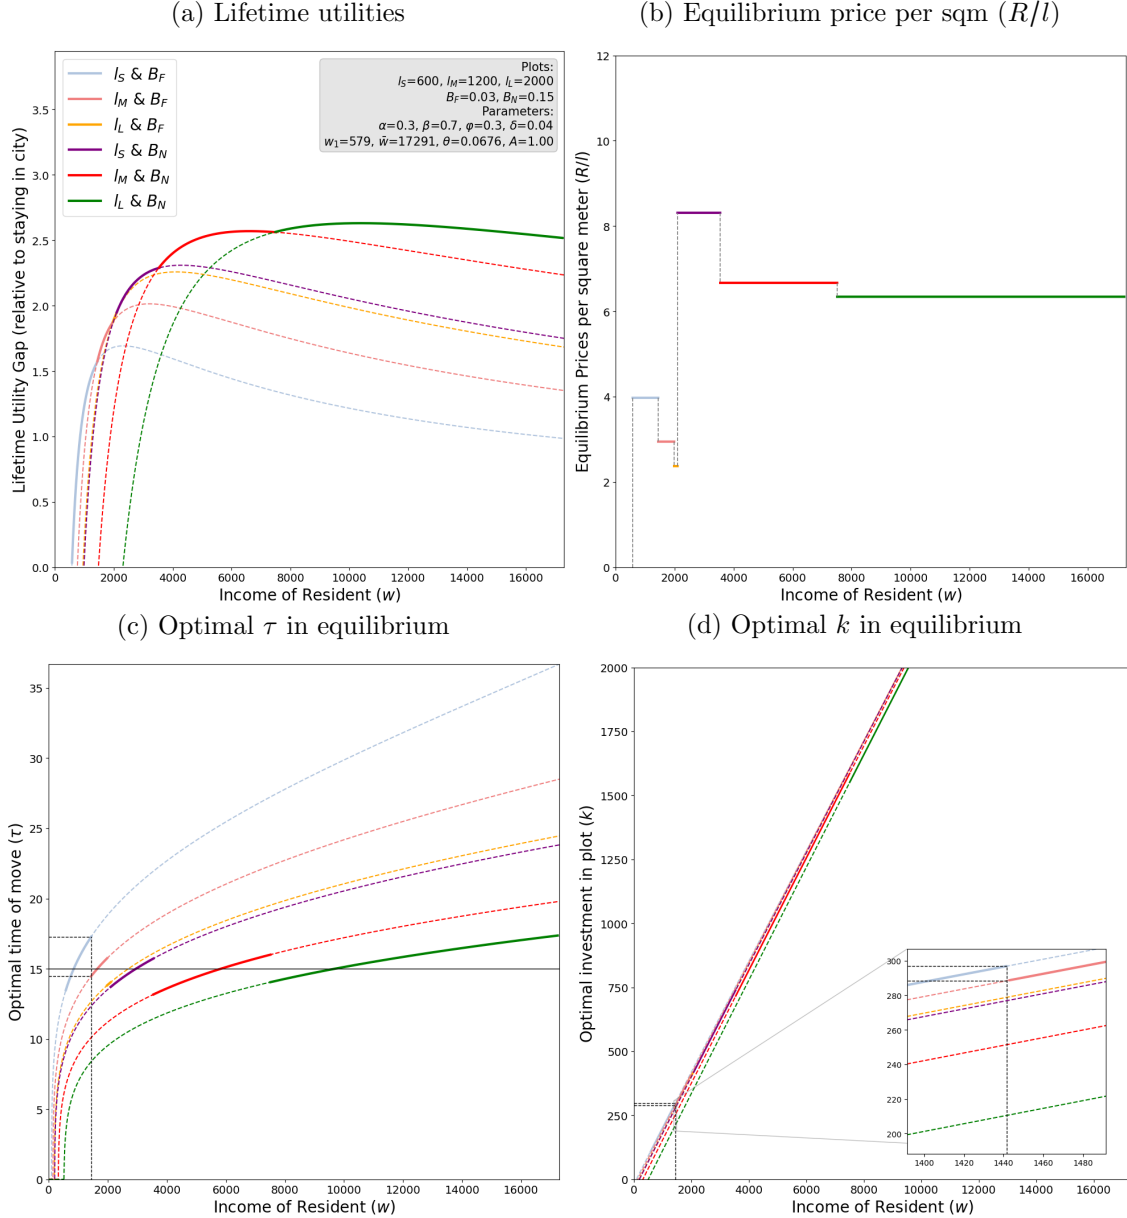 (a) Lifetime utilities
Lifetime Utility Gap (relative to staying in city)
3.5
3.0
2.5
2.0
1.5
1.0
0.5
0.0
l_S & B_F
l_M & B_F
l_L & B_F
l_S & B_N
l_M & B_N
l_L & B_N
Plots:
l_S=600, l_M=1200, l_L=2000
B_F=0.03, B_N=0.15
Parameters:
α=0.3, β=0.7, φ=0.3, δ=0.04
w_1=579, w̄=17291, θ=0.0676, A=1.00
0 2000 4000 6000 8000 10000 12000 14000 16000
Income of Resident (w)
(b) Equilibrium price per sqm (R/l)
Equilibrium Prices per square meter (R/l)
12
10
8
6
4
2
0
0 2000 4000 6000 8000 10000 12000 14000 16000
Income of Resident (w)
(c) Optimal τ in equilibrium
Optimal time of move (τ)
35
30
25
20
15
10
5
0
0 2000 4000 6000 8000 10000 12000 14000 16000
Income of Resident (w)
(d) Optimal k in equilibrium
Optimal investment in plot (k)
2000
1750
1500
1250
1000
750
500
250
0
300
280
260
240
220
200
1400 1420 1440 1460 1480
0 2000 4000 6000 8000 10000 12000 14000 16000
Income of Resident (w)